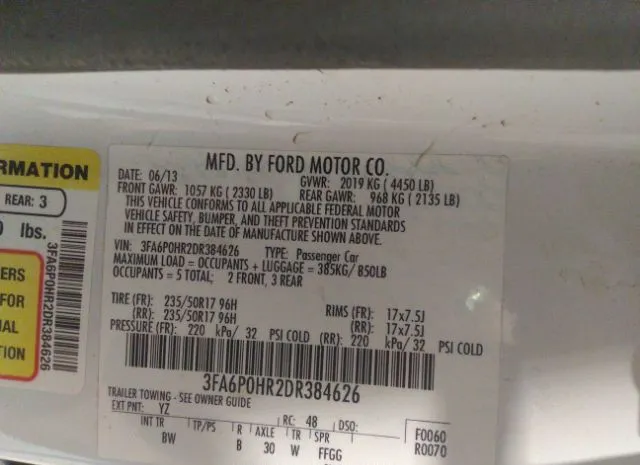 RMATION
REAR: 3
lbs.
3FA6P0HR2DR384626
ERS
FOR
AL
TION
MFD. BY FORD MOTOR CO.
DATE: 06/13 GVWR: 2019 KG ( 4450 LB)
FRONT GAWR: 1057 KG ( 2330 LB) REAR GAWR: 968 KG ( 2135 LB)
THIS VEHICLE CONFORMS TO ALL APPLICABLE FEDERAL MOTOR
VEHICLE SAFETY, BUMPER, AND THEFT PREVENTION STANDARDS
IN EFFECT ON THE DATE OF MANUFACTURE SHOWN ABOVE.
VIN: 3FA6P0HR2DR384626 TYPE: Passenger Car
MAXIMUM LOAD = OCCUPANTS + LUGGAGE = 385KG/ 850LB
OCCUPANTS = 5 TOTAL; 2 FRONT, 3 REAR
TIRE (FR): 235/50R17 96H RIMS (FR): 17x7.5J
(RR): 235/50R17 96H (RR): 17x7.5J
PRESSURE (FR): 220 kPa/ 32 PSI COLD (RR): 220 kPa/ 32 PSI COLD
3FA6P0HR2DR384626
TRAILER TOWING - SEE OWNER GUIDE
EXT PNT: YZ RC: 48 DSO: F0060
INT TR TP/PS R AXLE TR SPR R0070
BW B 30 W FFGG